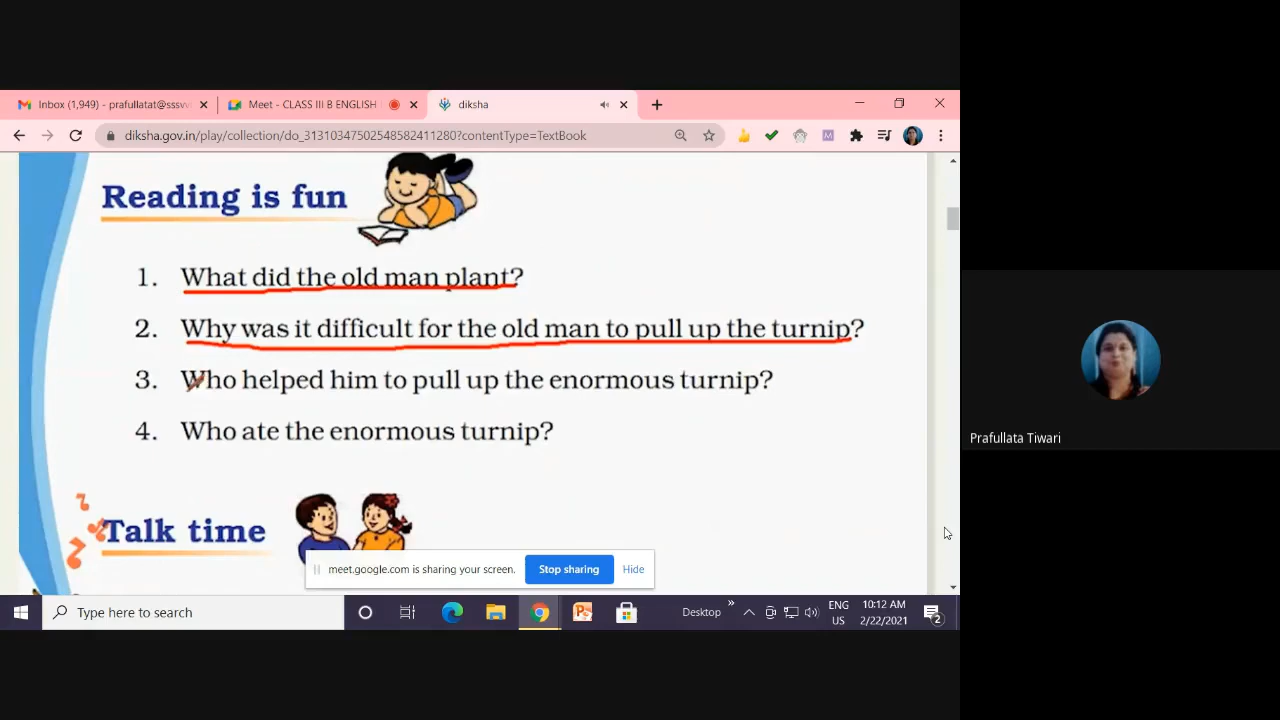 Inbox (1,949) - prafullatat@sssv
Meet - CLASS III B ENGLISH
diksha
diksha.gov.in/play/collection/do_31310347502548582411280?contentType=TextBook
Reading is fun
1. What did the old man plant?
2. Why was it difficult for the old man to pull up the turnip?
3. Who helped him to pull up the enormous turnip?
4. Who ate the enormous turnip?
Talk time
meet.google.com is sharing your screen.
Stop sharing
Hide
Prafullata Tiwari
Type here to search
Desktop
ENG
US
10:12 AM
2/22/2021
2